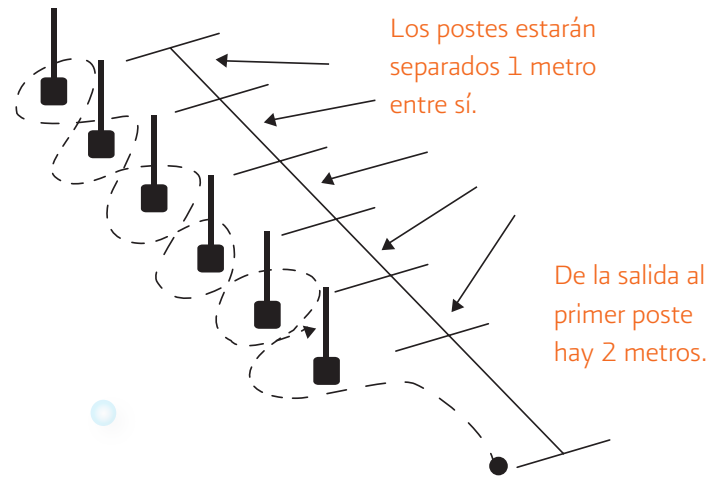 Los postes estarán
separados 1 metro
entre sí.
De la salida al
primer poste
hay 2 metros.